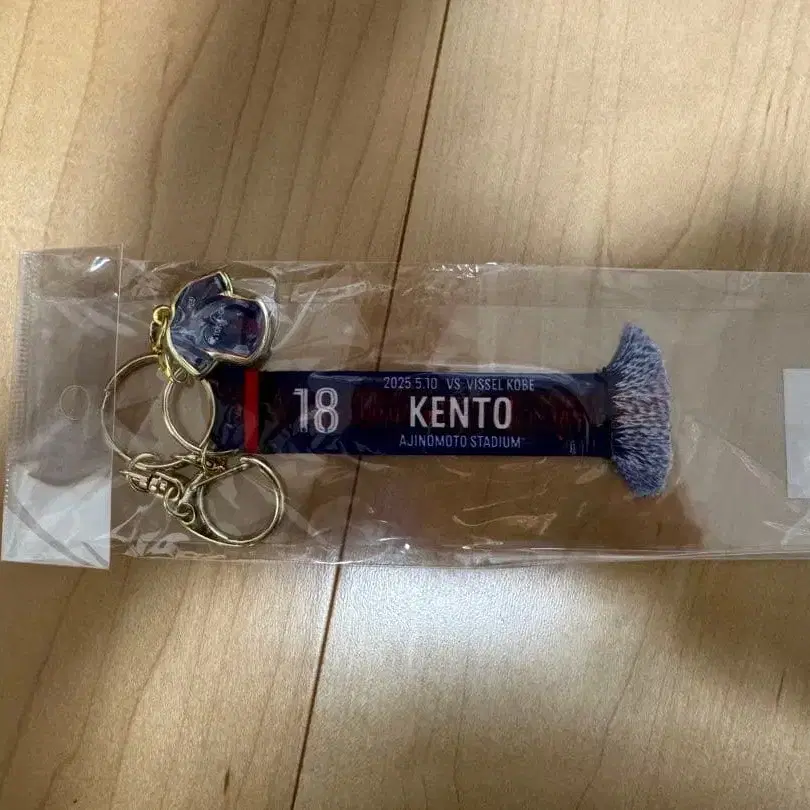 18
2025.5.10 VS VISSEL KOBE
KENTO
AJINOMOTO STADIUM